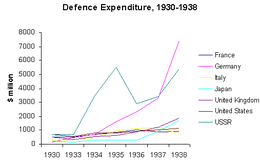 Defence Expenditure, 1930-1938
$ million
8000
7000
6000
5000
4000
3000
2000
1000
0
1930 1933 1934 1935 1936 1937 1938
France
Germany
Italy
Japan
United Kingdom
United States
USSR